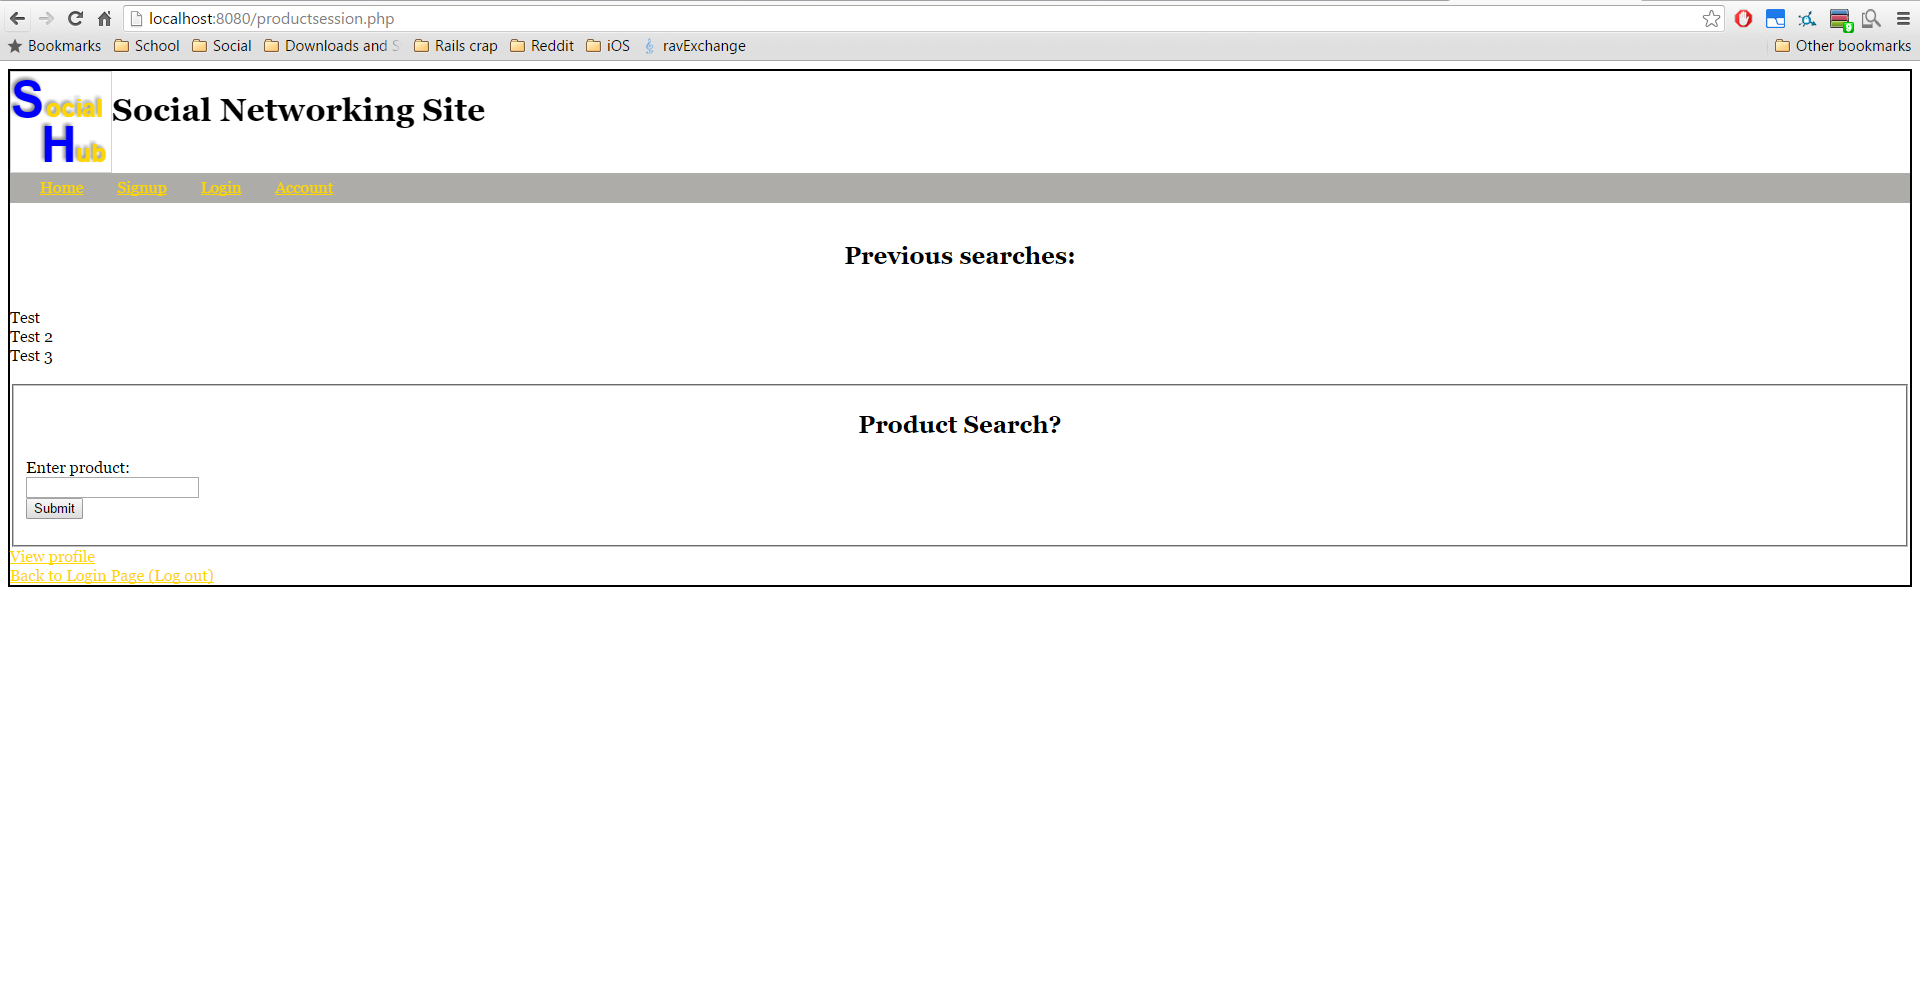 localhost:8080/productsession.php
Bookmarks School Social Downloads and Rails crap Reddit iOS ravExchange Other bookmarks
Social Hub
Social Networking Site
Home Signup Login Account
Previous searches:
Test
Test 2
Test 3
Product Search?
Enter product:
Submit
View profile
Back to Login Page (Log out)